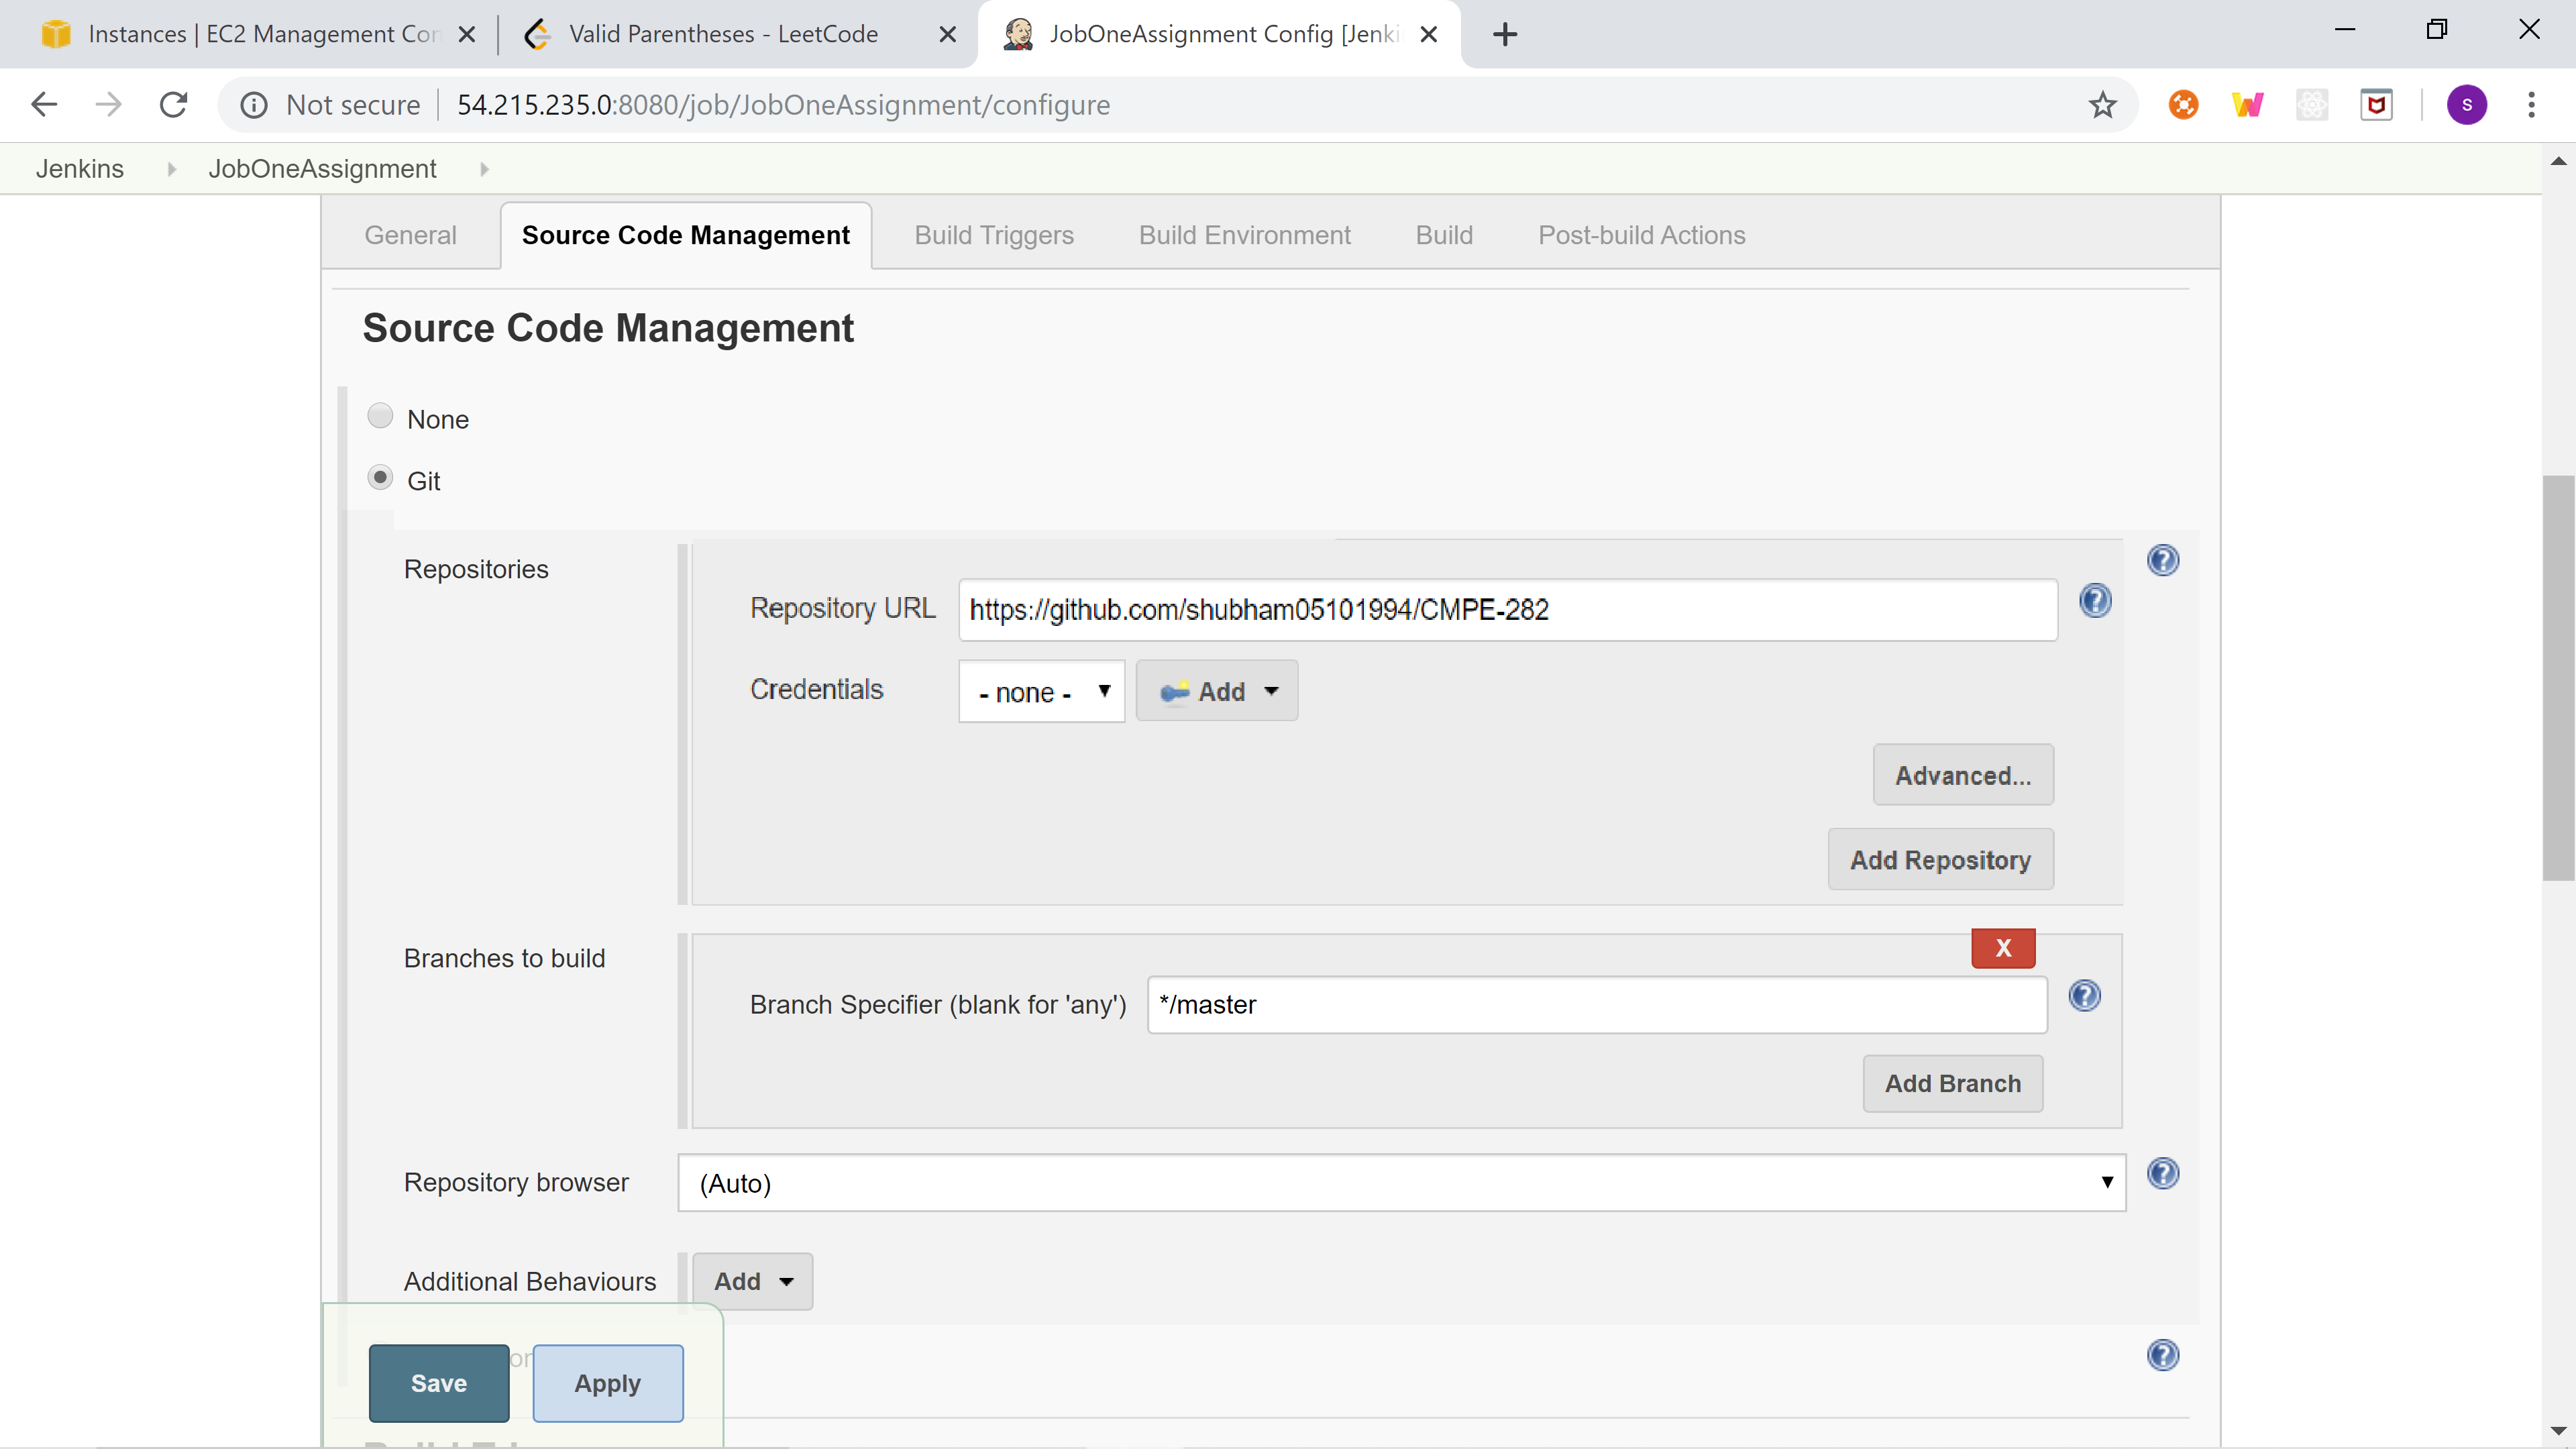 Instances | EC2 Management Con
Valid Parentheses - LeetCode
JobOneAssignment Config [Jenki
Not secure
54.215.235.0:8080/job/JobOneAssignment/configure
S
Jenkins
JobOneAssignment
General
Source Code Management
Build Triggers
Build Environment
Build
Post-build Actions
Source Code Management
None
Git
Repositories
Repository URL
https://github.com/shubham05101994/CMPE-282
Credentials
- none -
Add
Advanced...
Add Repository
Branches to build
X
Branch Specifier (blank for 'any')
*/master
Add Branch
Repository browser
(Auto)
Additional Behaviours
Add
Save
Apply